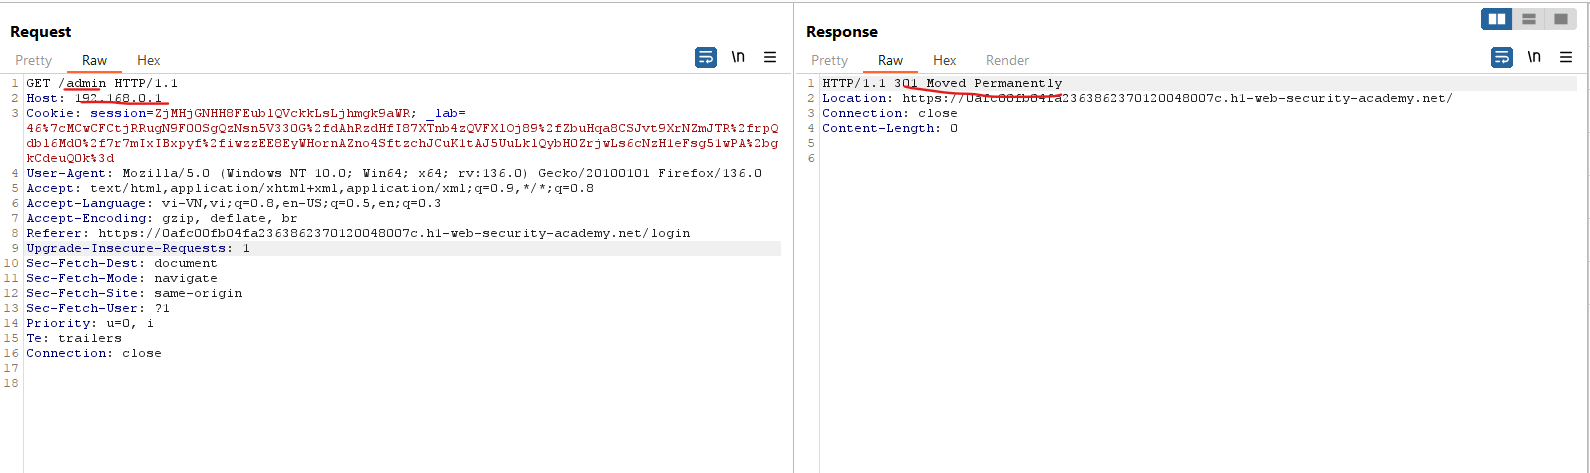 Request
Pretty Raw Hex
\n
1 GET /admin HTTP/1.1
2 Host: 192.168.0.1
3 Cookie: session=ZjMHjGNHH8FEublQVckkLsLjhmgk9aWR; _lab=
46%7cMCwCFCtjRRugN9FO0SgQzNsn5V330G%2fdAhRzdHfI87XTnb4zQVFXlOj89%2fZbuHqa8CSJvt9XrNZmJTR%2frpQ
dbl6Md0%2f7r7mIxIBxpyf%2fiwzzEE8EyWHornAZno4SftzchJCuK1tAJ5UuLklQybH0ZrjwLs6cNzHleFsg51wPA%2bg
kCdeuQ0k%3d
4 User-Agent: Mozilla/5.0 (Windows NT 10.0; Win64; x64; rv:136.0) Gecko/20100101 Firefox/136.0
5 Accept: text/html,application/xhtml+xml,application/xml;q=0.9,*/*;q=0.8
6 Accept-Language: vi-VN,vi;q=0.8,en-US;q=0.5,en;q=0.3
7 Accept-Encoding: gzip, deflate, br
8 Referer: https://0afc00fb04fa2363862370120048007c.h1-web-security-academy.net/login
9 Upgrade-Insecure-Requests: 1
10 Sec-Fetch-Dest: document
11 Sec-Fetch-Mode: navigate
12 Sec-Fetch-Site: same-origin
13 Sec-Fetch-User: ?1
14 Priority: u=0, i
15 Te: trailers
16 Connection: close
17
18
Response
Pretty Raw Hex Render
\n
1 HTTP/1.1 301 Moved Permanently
2 Location: https://0afc00fb04fa2363862370120048007c.h1-web-security-academy.net/
3 Connection: close
4 Content-Length: 0
5
6